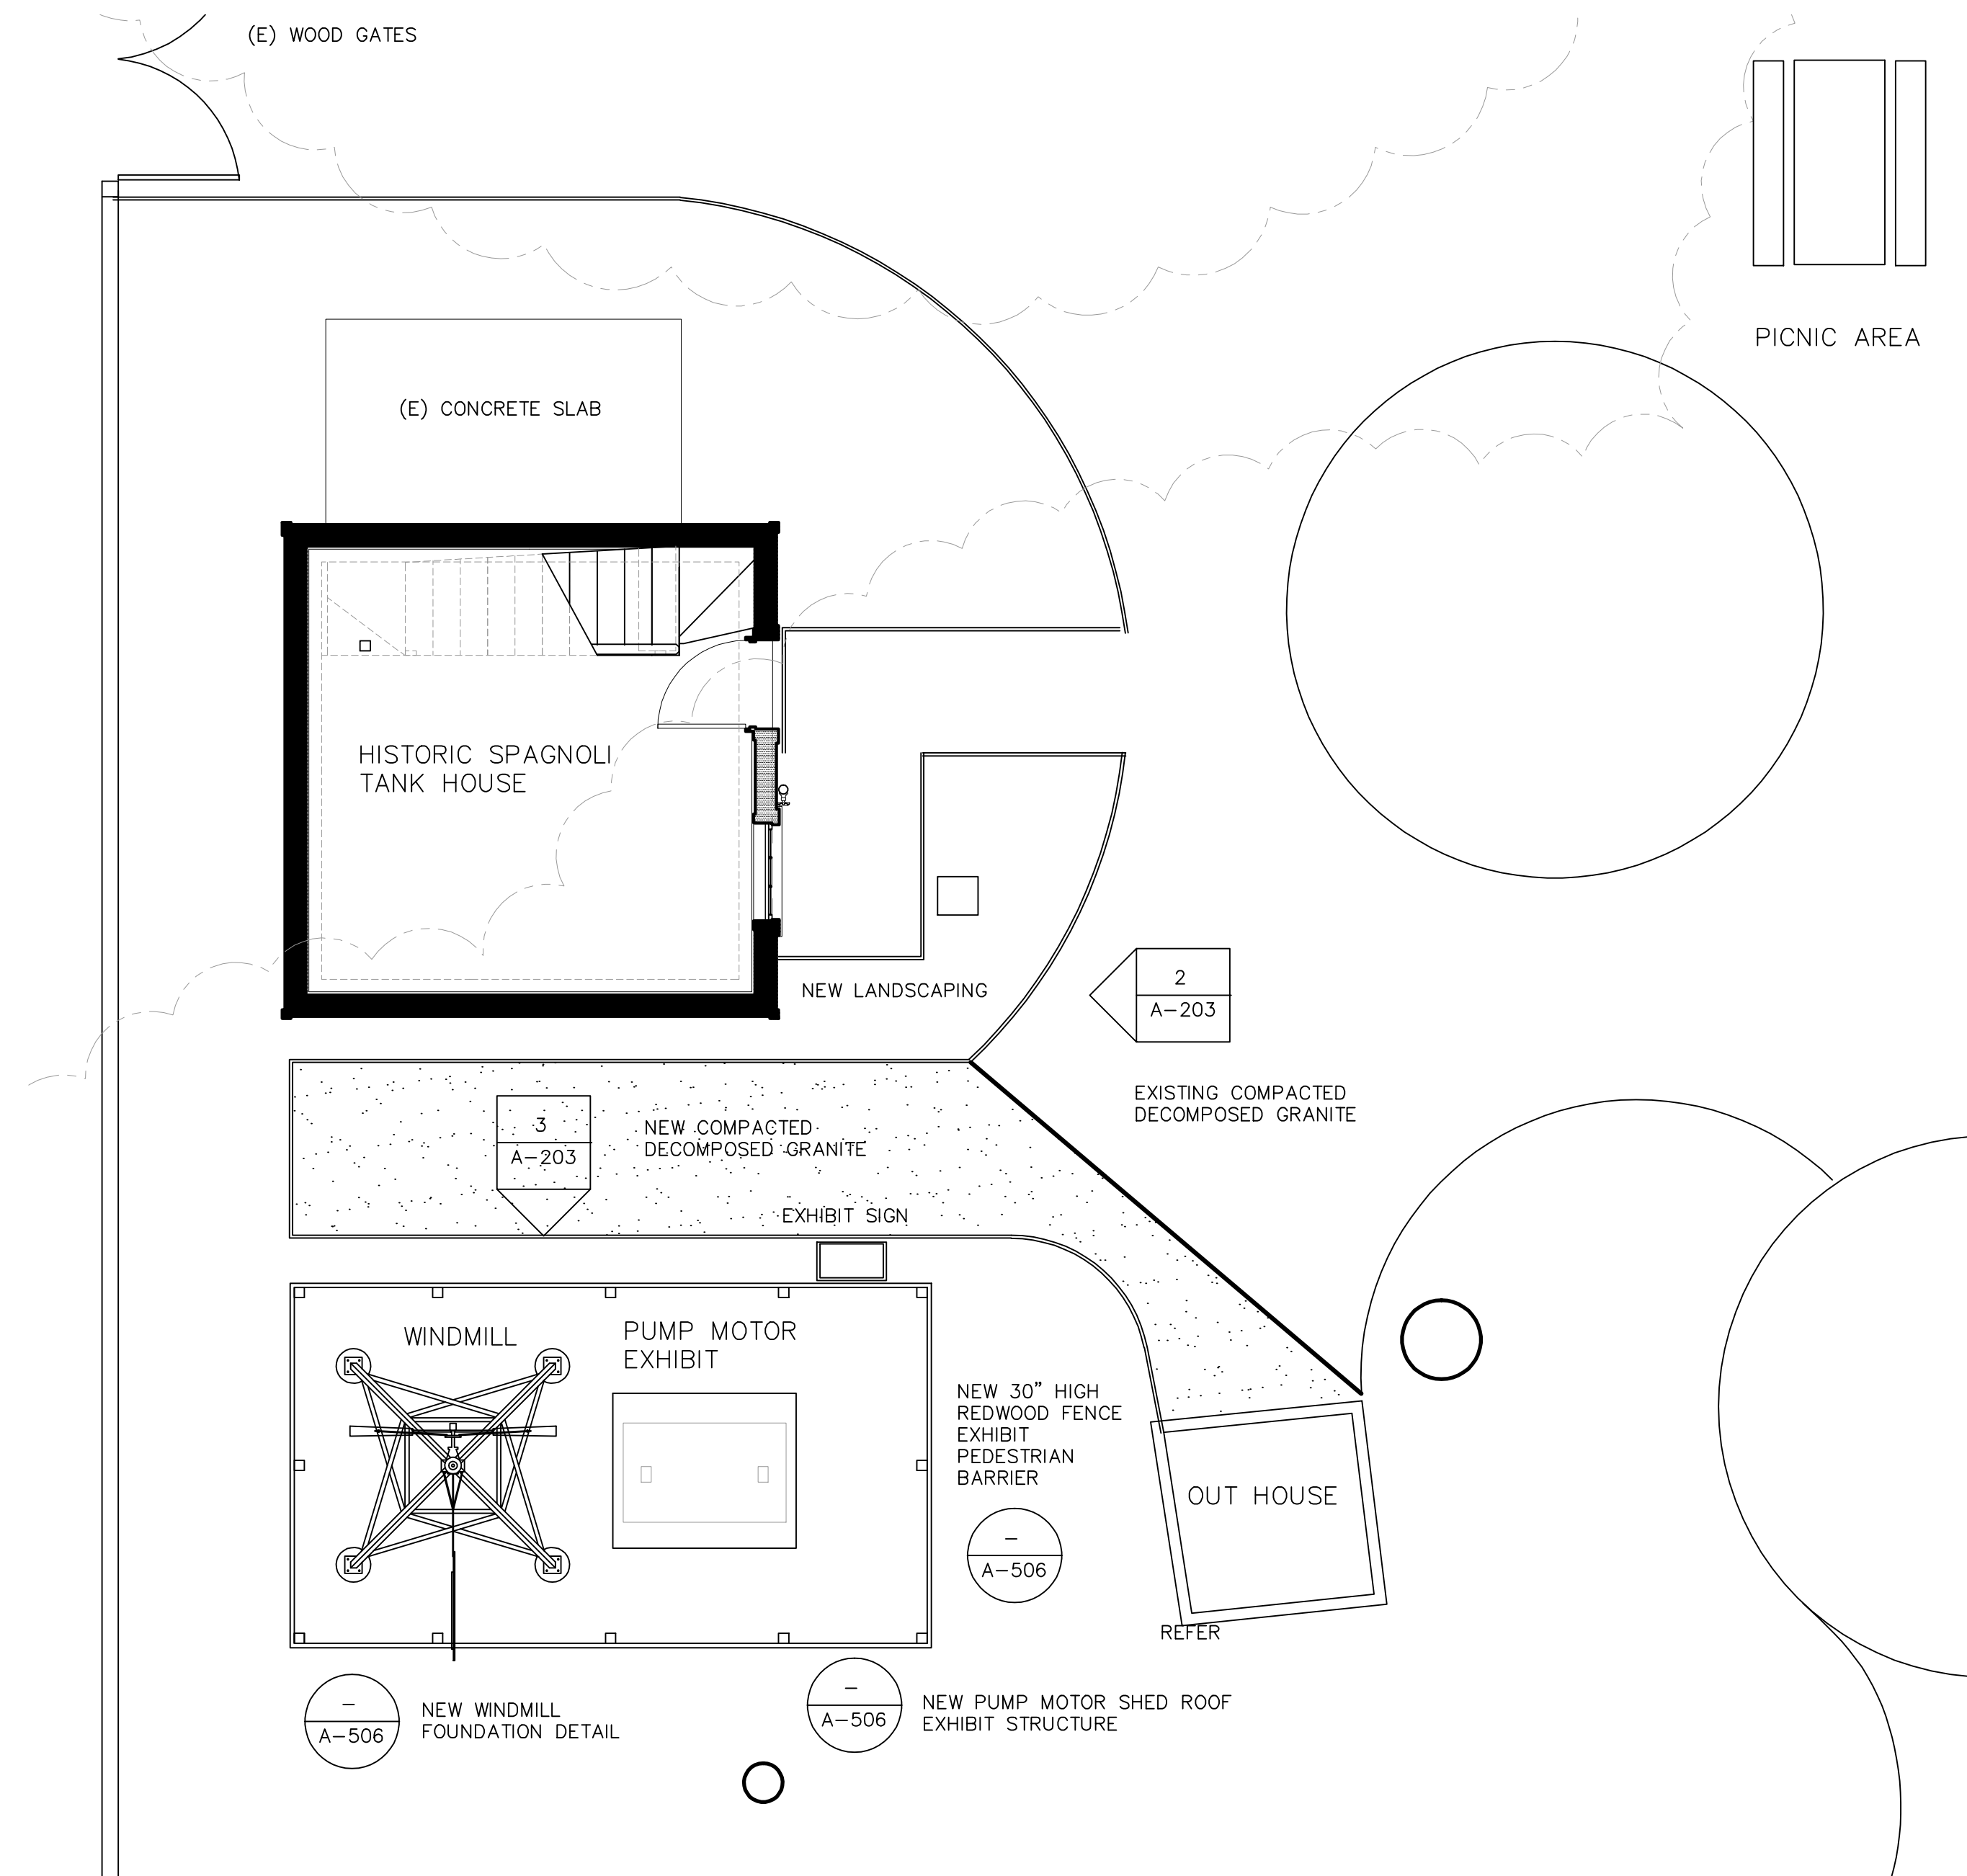 (E) WOOD GATES
PICNIC AREA
(E) CONCRETE SLAB
HISTORIC SPAGNOLI
TANK HOUSE
NEW LANDSCAPING
2
A-203
EXISTING COMPACTED
DECOMPOSED GRANITE
3
A-203
NEW COMPACTED
DECOMPOSED GRANITE
EXHIBIT SIGN
WINDMILL
PUMP MOTOR
EXHIBIT
NEW 30" HIGH
REDWOOD FENCE
EXHIBIT
PEDESTRIAN
BARRIER
-
A-506
OUT HOUSE
REFER
-
A-506
NEW WINDMILL
FOUNDATION DETAIL
-
A-506
NEW PUMP MOTOR SHED ROOF
EXHIBIT STRUCTURE